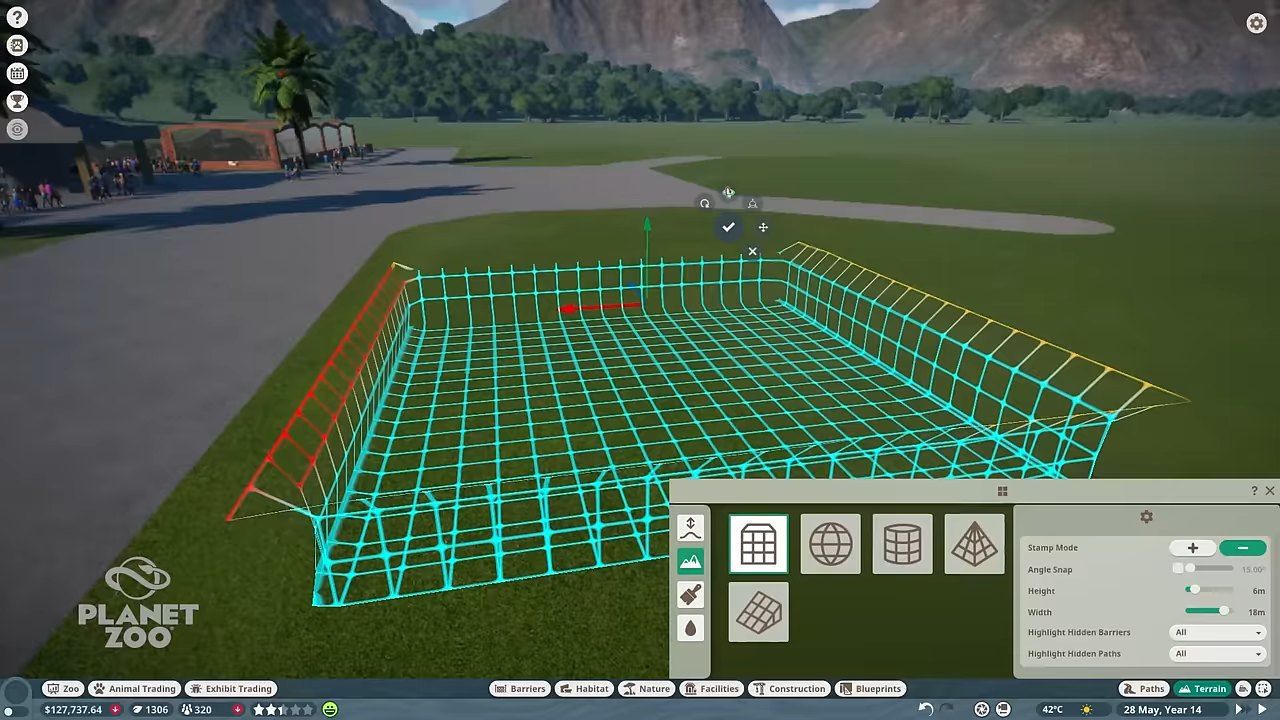 ?
? ×
Stamp Mode + −
Angle Snap 15.00°
Height 6m
Width 18m
Highlight Hidden Barriers All
Highlight Hidden Paths All
PLANET
ZOO
Zoo Animal Trading Exhibit Trading Barriers Habitat Nature Facilities Construction Blueprints Paths Terrain
$127,737.64 1306 320 42°C 28 May, Year 14